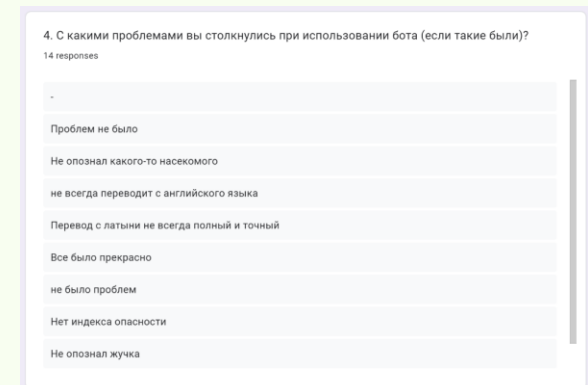 4. С какими проблемами вы столкнулись при использовании бота (если такие были)?
14 responses
-
Проблем не было
Не опознал какого-то насекомого
не всегда переводит с английского языка
Перевод с латыни не всегда полный и точный
Все было прекрасно
не было проблем
Нет индекса опасности
Не опознал жучка